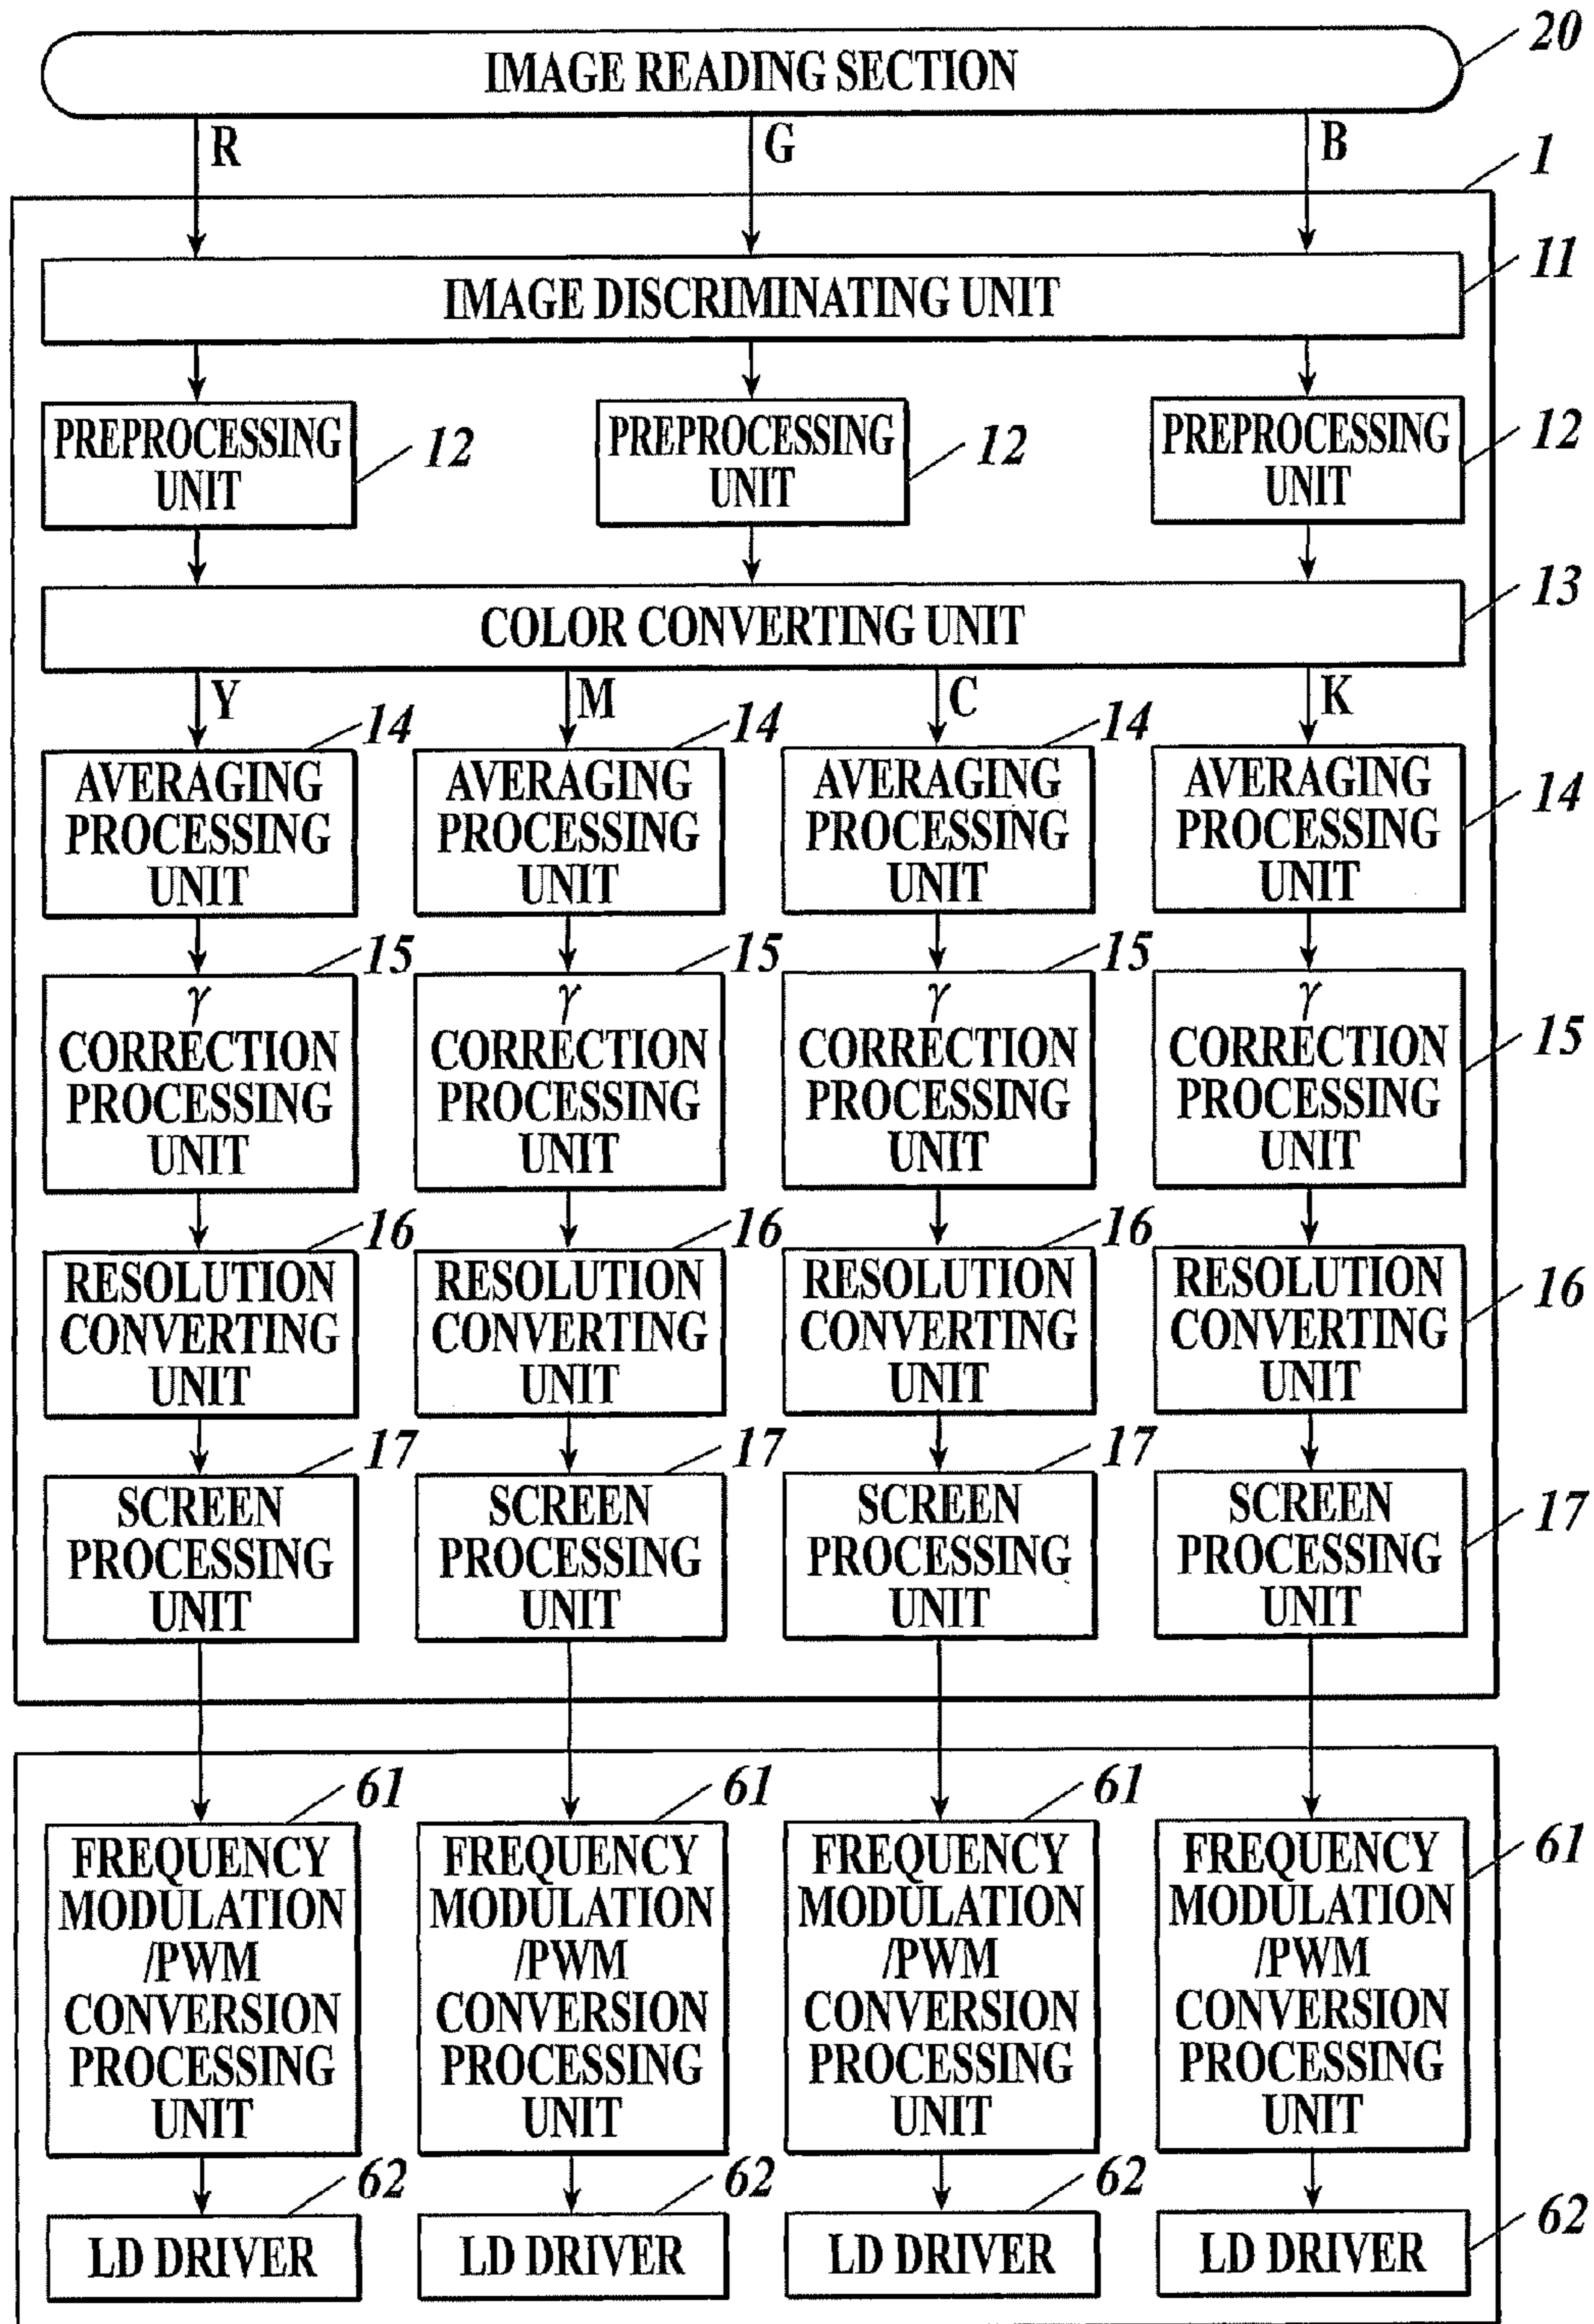 20
IMAGE READING SECTION
R
G
B
1
11
IMAGE DISCRIMINATING UNIT
PREPROCESSING
UNIT
12
PREPROCESSING
UNIT
12
PREPROCESSING
UNIT
12
13
COLOR CONVERTING UNIT
Y
M
C
K
14
AVERAGING
PROCESSING
UNIT
14
AVERAGING
PROCESSING
UNIT
14
AVERAGING
PROCESSING
UNIT
14
AVERAGING
PROCESSING
UNIT
15
γ
CORRECTION
PROCESSING
UNIT
15
γ
CORRECTION
PROCESSING
UNIT
15
γ
CORRECTION
PROCESSING
UNIT
15
γ
CORRECTION
PROCESSING
UNIT
16
RESOLUTION
CONVERTING
UNIT
16
RESOLUTION
CONVERTING
UNIT
16
RESOLUTION
CONVERTING
UNIT
16
RESOLUTION
CONVERTING
UNIT
17
SCREEN
PROCESSING
UNIT
17
SCREEN
PROCESSING
UNIT
17
SCREEN
PROCESSING
UNIT
17
SCREEN
PROCESSING
UNIT
61
FREQUENCY
MODULATION
/PWM
CONVERSION
PROCESSING
UNIT
61
FREQUENCY
MODULATION
/PWM
CONVERSION
PROCESSING
UNIT
61
FREQUENCY
MODULATION
/PWM
CONVERSION
PROCESSING
UNIT
61
FREQUENCY
MODULATION
/PWM
CONVERSION
PROCESSING
UNIT
62
LD DRIVER
62
LD DRIVER
62
LD DRIVER
62
LD DRIVER